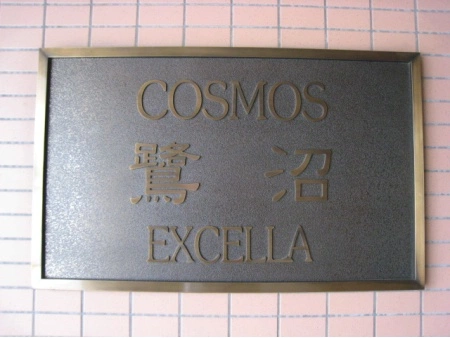 COSMOS
鷺 沼
EXCELLA